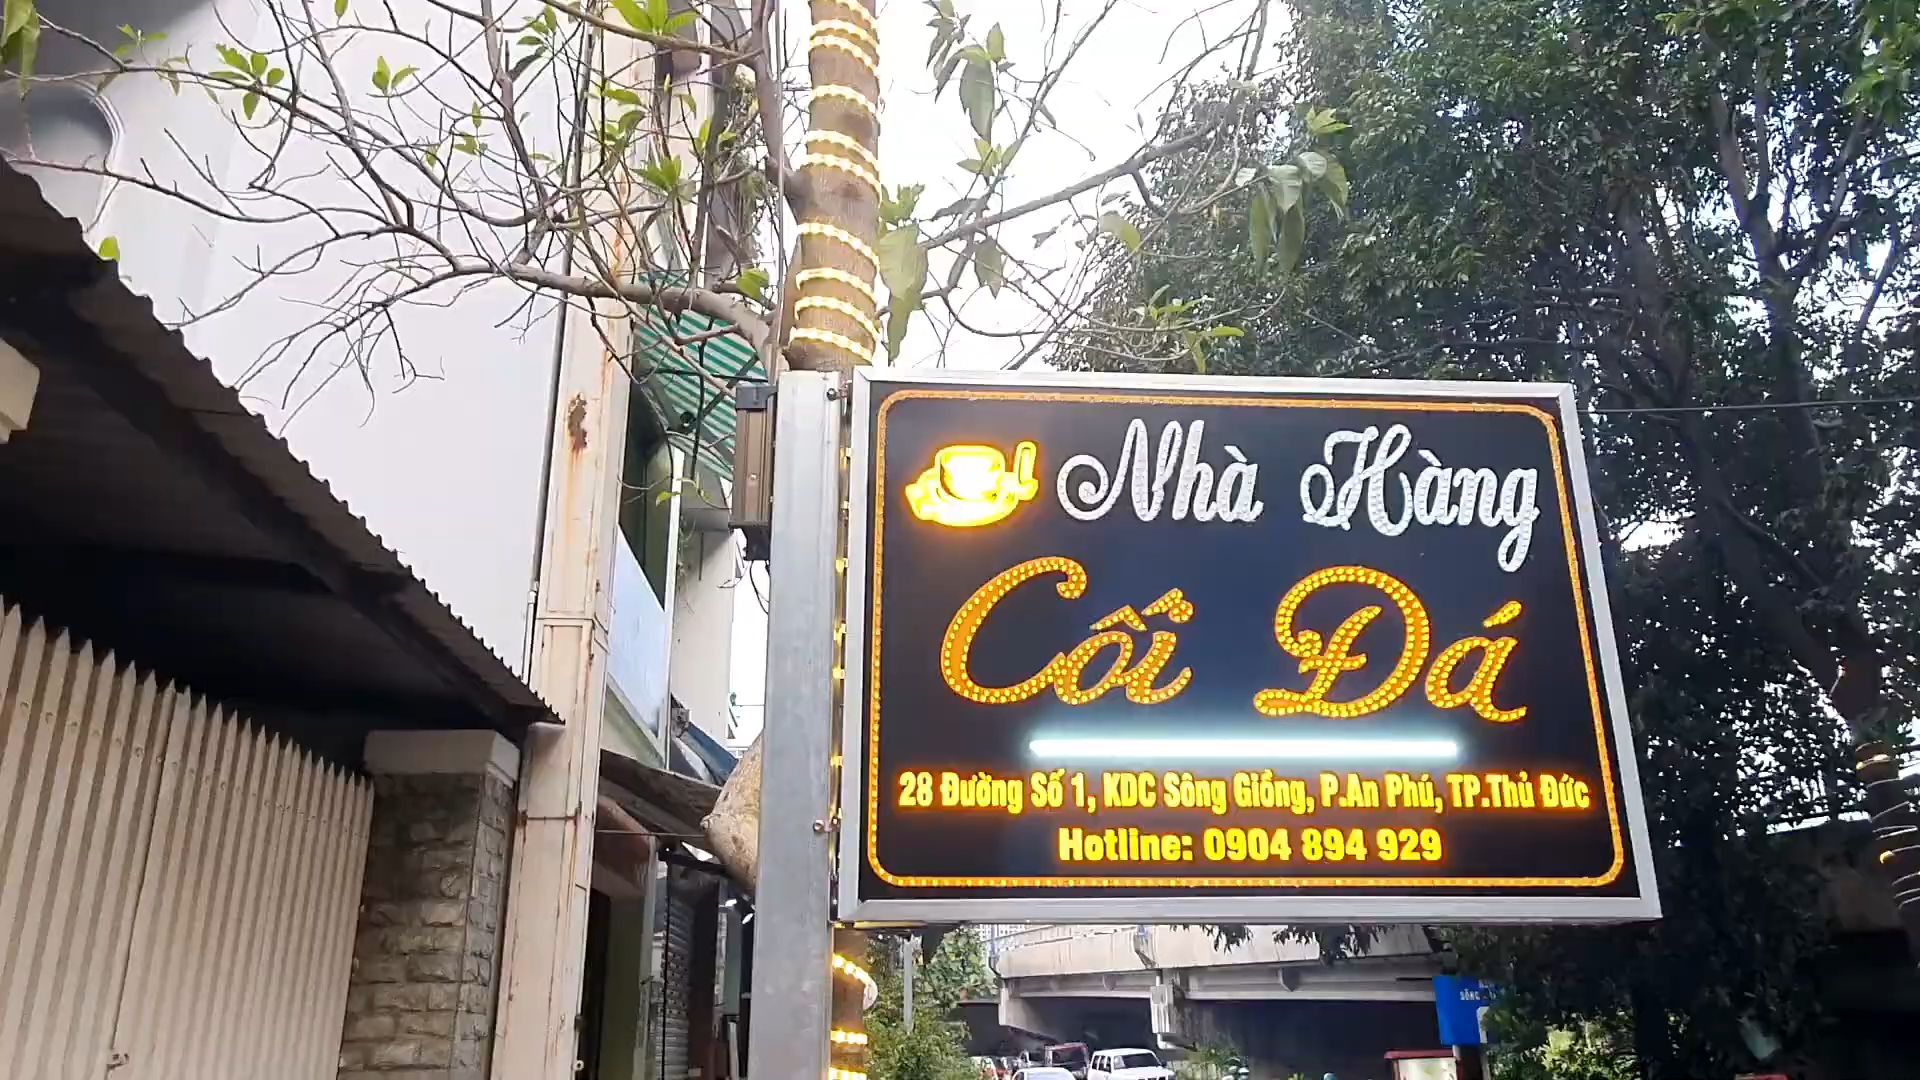 Nhà Hàng
Cối Đá
28 Đường Số 1, KDC Sông Giồng, P.An Phú, TP.Thủ Đức
Hotline: 0904 894 929
SÔNG